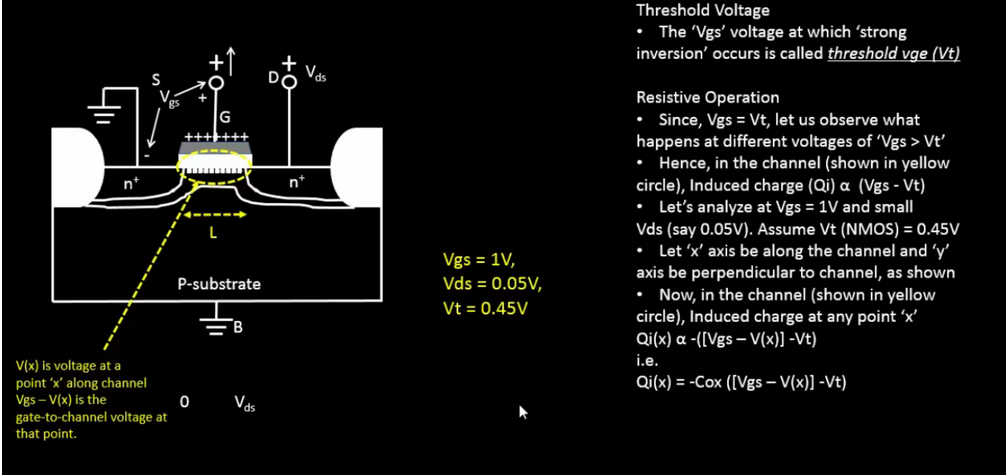 Threshold Voltage
• The ‘Vgs’ voltage at which ‘strong
inversion’ occurs is called threshold vge (Vt)
Resistive Operation
• Since, Vgs = Vt, let us observe what
happens at different voltages of ‘Vgs > Vt’
• Hence, in the channel (shown in yellow
circle), Induced charge (Qi) α (Vgs - Vt)
• Let’s analyze at Vgs = 1V and small
Vds (say 0.05V). Assume Vt (NMOS) = 0.45V
• Let ‘x’ axis be along the channel and ‘y’
axis be perpendicular to channel, as shown
• Now, in the channel (shown in yellow
circle), Induced charge at any point ‘x’
Qi(x) α -([Vgs – V(x)] -Vt)
i.e.
Qi(x) = -Cox ([Vgs – V(x)] -Vt)
S
Vgs
+
+
-
G
+++++++
+
D
Vds
n+
n+
L
P-substrate
B
Vgs = 1V,
Vds = 0.05V,
Vt = 0.45V
V(x) is voltage at a
point ‘x’ along channel
Vgs – V(x) is the
gate-to-channel voltage at
that point.
0
Vds